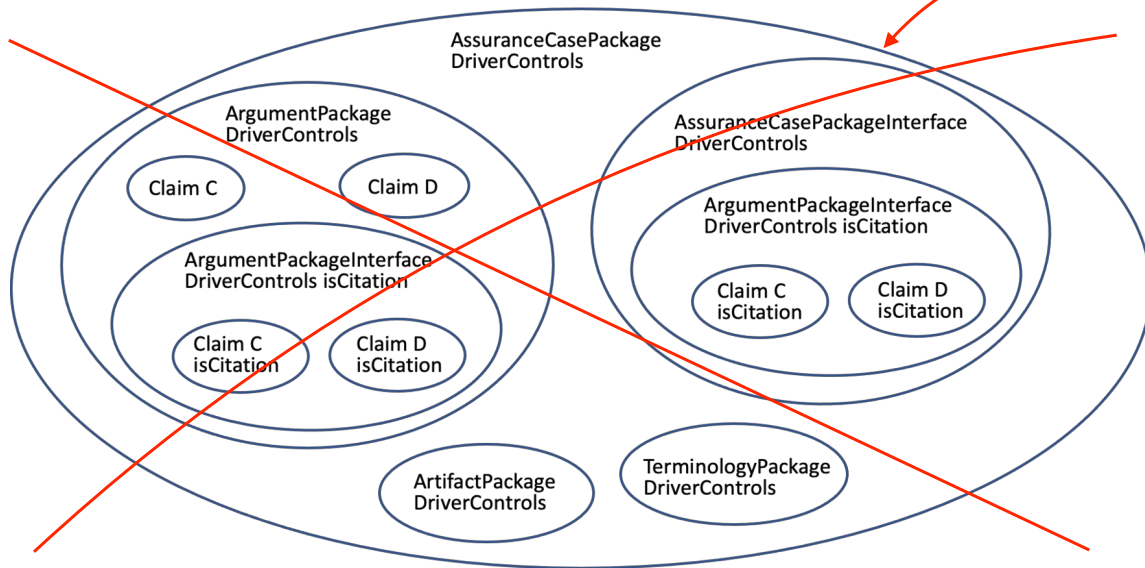 AssuranceCasePackage
DriverControls
ArgumentPackage
DriverControls
Claim C
Claim D
ArgumentPackageInterface
DriverControls isCitation
Claim C
isCitation
Claim D
isCitation
AssuranceCasePackageInterface
DriverControls
ArgumentPackageInterface
DriverControls isCitation
Claim C
isCitation
Claim D
isCitation
ArtifactPackage
DriverControls
TerminologyPackage
DriverControls